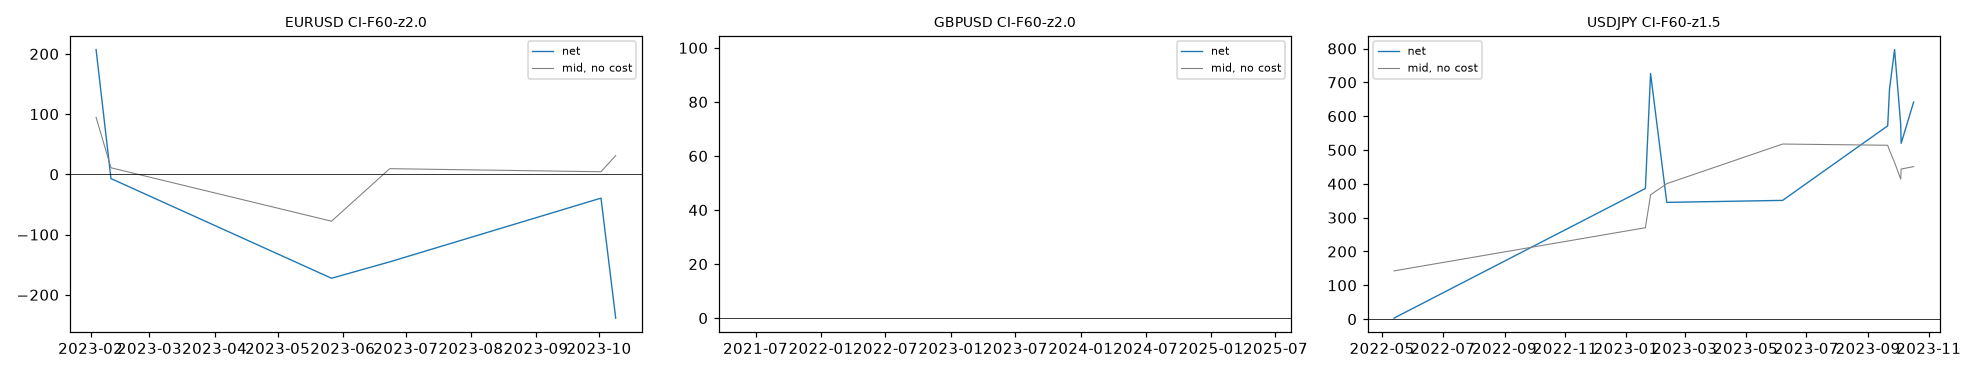 EURUSD CI-F60-z2.0
200
100
0
−100
−200
net
mid, no cost
2023-02 2023-03 2023-04 2023-05 2023-06 2023-07 2023-08 2023-09 2023-10
GBPUSD CI-F60-z2.0
100
80
60
40
20
0
net
mid, no cost
2021-07 2022-01 2022-07 2023-01 2023-07 2024-01 2024-07 2025-01 2025-07
USDJPY CI-F60-z1.5
800
700
600
500
400
300
200
100
0
net
mid, no cost
2022-05 2022-07 2022-09 2022-11 2023-01 2023-03 2023-05 2023-07 2023-09 2023-11